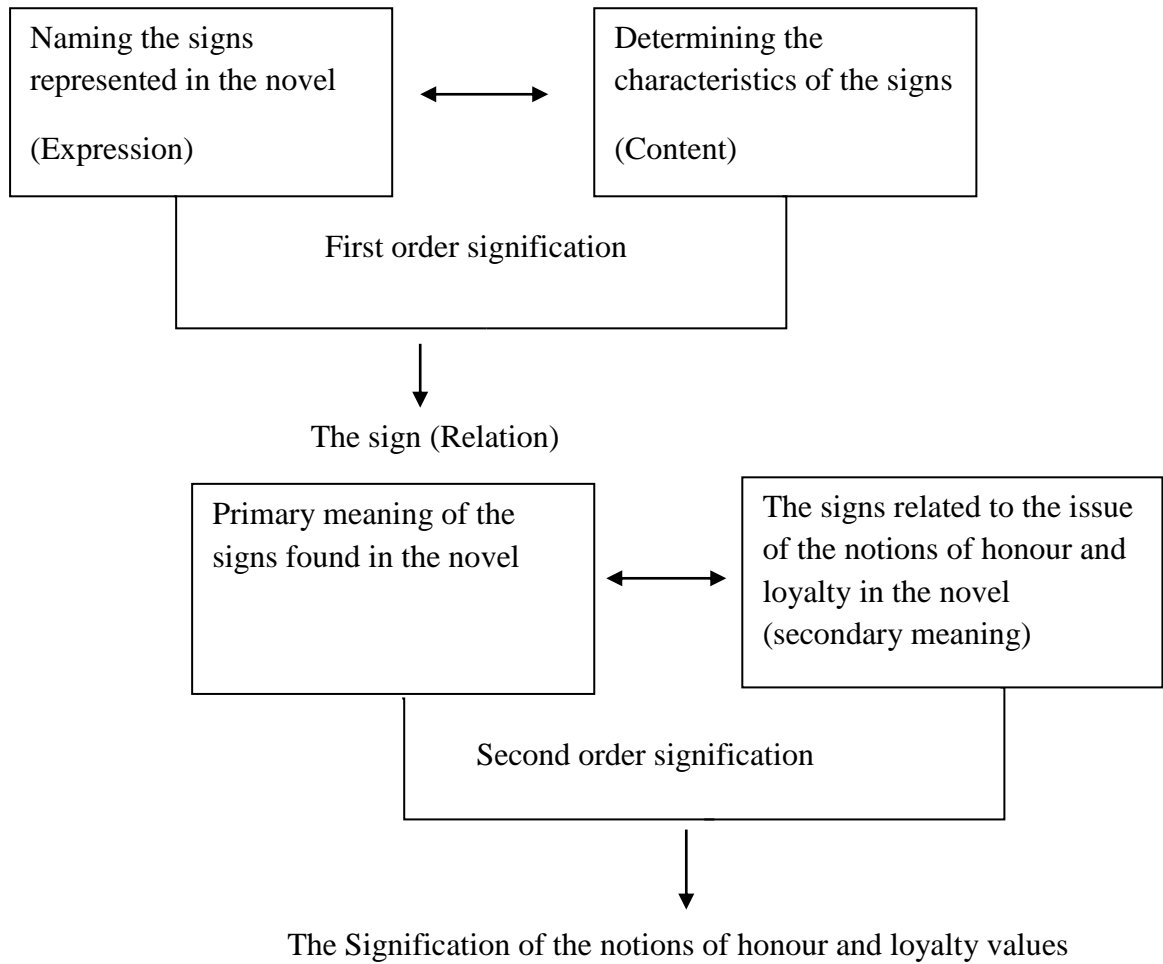 Naming the signs
represented in the novel
(Expression)
Determining the
characteristics of the signs
(Content)
First order signification
The sign (Relation)
Primary meaning of the
signs found in the novel
The signs related to the issue
of the notions of honour and
loyalty in the novel
(secondary meaning)
Second order signification
The Signification of the notions of honour and loyalty values